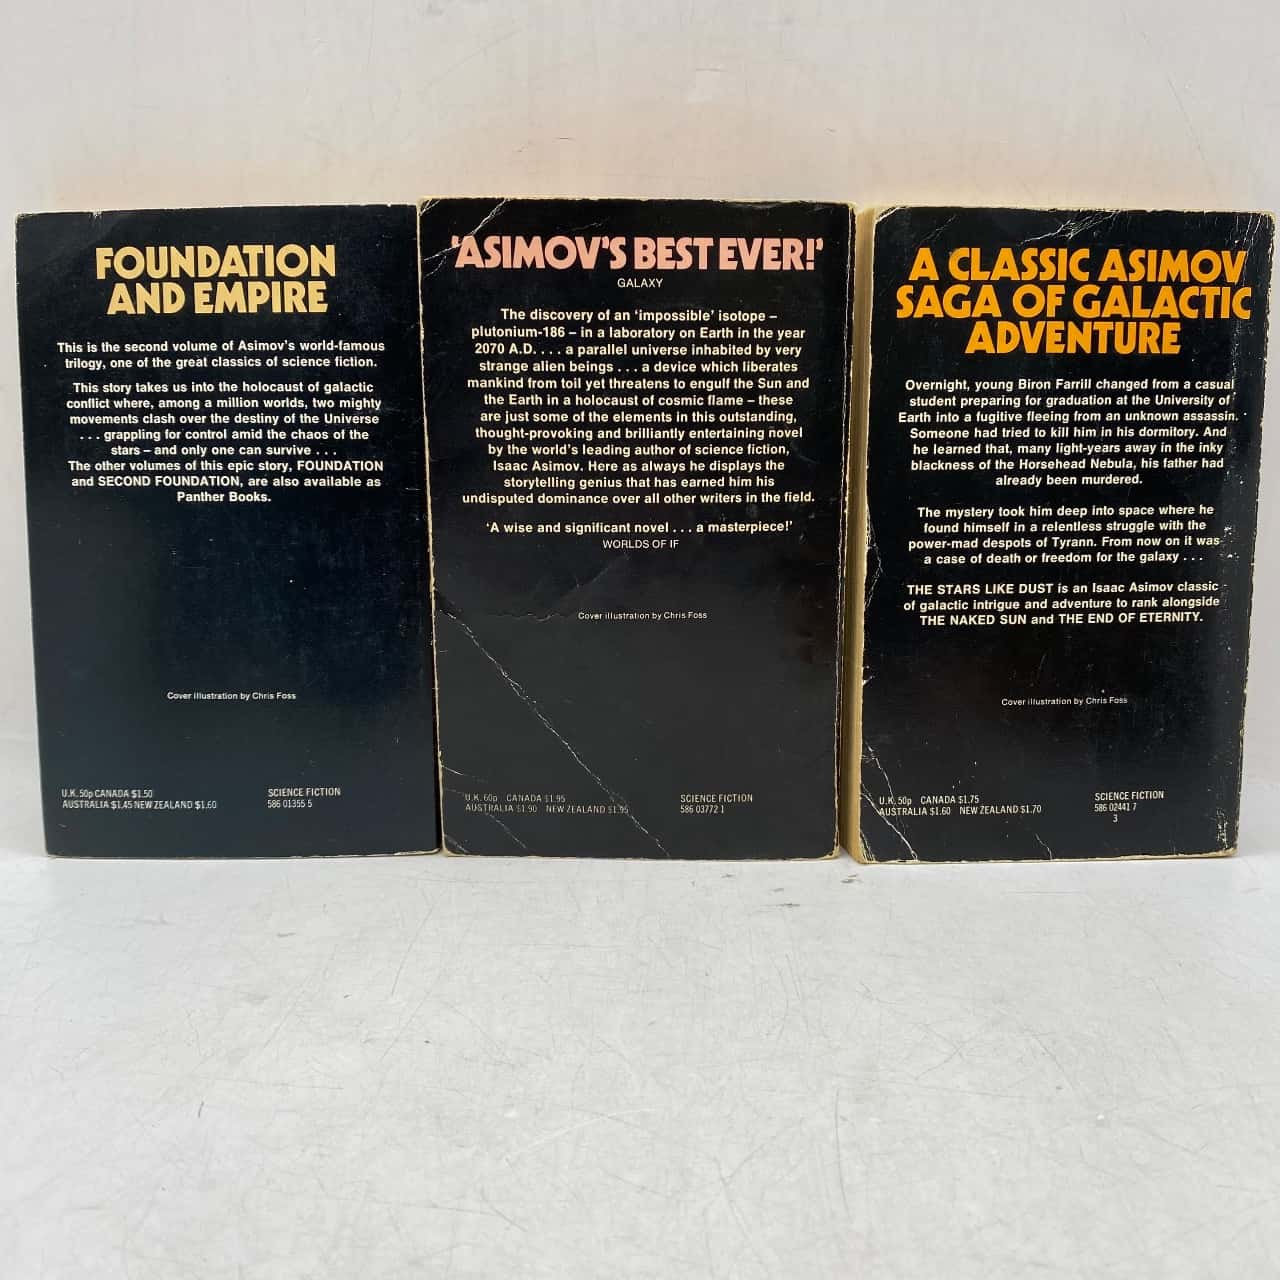 FOUNDATION
AND EMPIRE
This is the second volume of Asimov's world-famous
trilogy, one of the great classics of science fiction.
This story takes us into the holocaust of galactic
conflict where, among a million worlds, two mighty
movements clash over the destiny of the Universe
. . . grappling for control amid the chaos of the
stars – and only one can survive . . .
The other volumes of this epic story, FOUNDATION
and SECOND FOUNDATION, are also available as
Panther Books.
Cover illustration by Chris Foss
U.K. 50p CANADA $1.50
AUSTRALIA $1.45 NEW ZEALAND $1.60
SCIENCE FICTION
586 01355 5
'ASIMOV'S BEST EVER!'
GALAXY
The discovery of an 'impossible' isotope –
plutonium-186 – in a laboratory on Earth in the year
2070 A.D. . . . a parallel universe inhabited by very
strange alien beings . . . a device which liberates
mankind from toil yet threatens to engulf the Sun and
the Earth in a holocaust of cosmic flame – these
are just some of the elements in this outstanding,
thought-provoking and brilliantly entertaining novel
by the world's leading author of science fiction,
Isaac Asimov. Here as always he displays the
storytelling genius that has earned him his
undisputed dominance over all other writers in the field.
'A wise and significant novel . . . a masterpiece!'
WORLDS OF IF
Cover illustration by Chris Foss
U.K. 60p CANADA $1.95
AUSTRALIA $1.90 NEW ZEALAND $1.95
SCIENCE FICTION
586 03772 1
A CLASSIC ASIMOV
SAGA OF GALACTIC
ADVENTURE
Overnight, young Biron Farrill changed from a casual
student preparing for graduation at the University of
Earth into a fugitive fleeing from an unknown assassin.
Someone had tried to kill him in his dormitory. And
he learned that, many light-years away in the inky
blackness of the Horsehead Nebula, his father had
already been murdered.
The mystery took him deep into space where he
found himself in a relentless struggle with the
power-mad despots of Tyrann. From now on it was
a case of death or freedom for the galaxy . . .
THE STARS LIKE DUST is an Isaac Asimov classic
of galactic intrigue and adventure to rank alongside
THE NAKED SUN and THE END OF ETERNITY.
Cover illustration by Chris Foss
U.K. 50p CANADA $1.75
AUSTRALIA $1.60 NEW ZEALAND $1.70
SCIENCE FICTION
586 02441 7
3